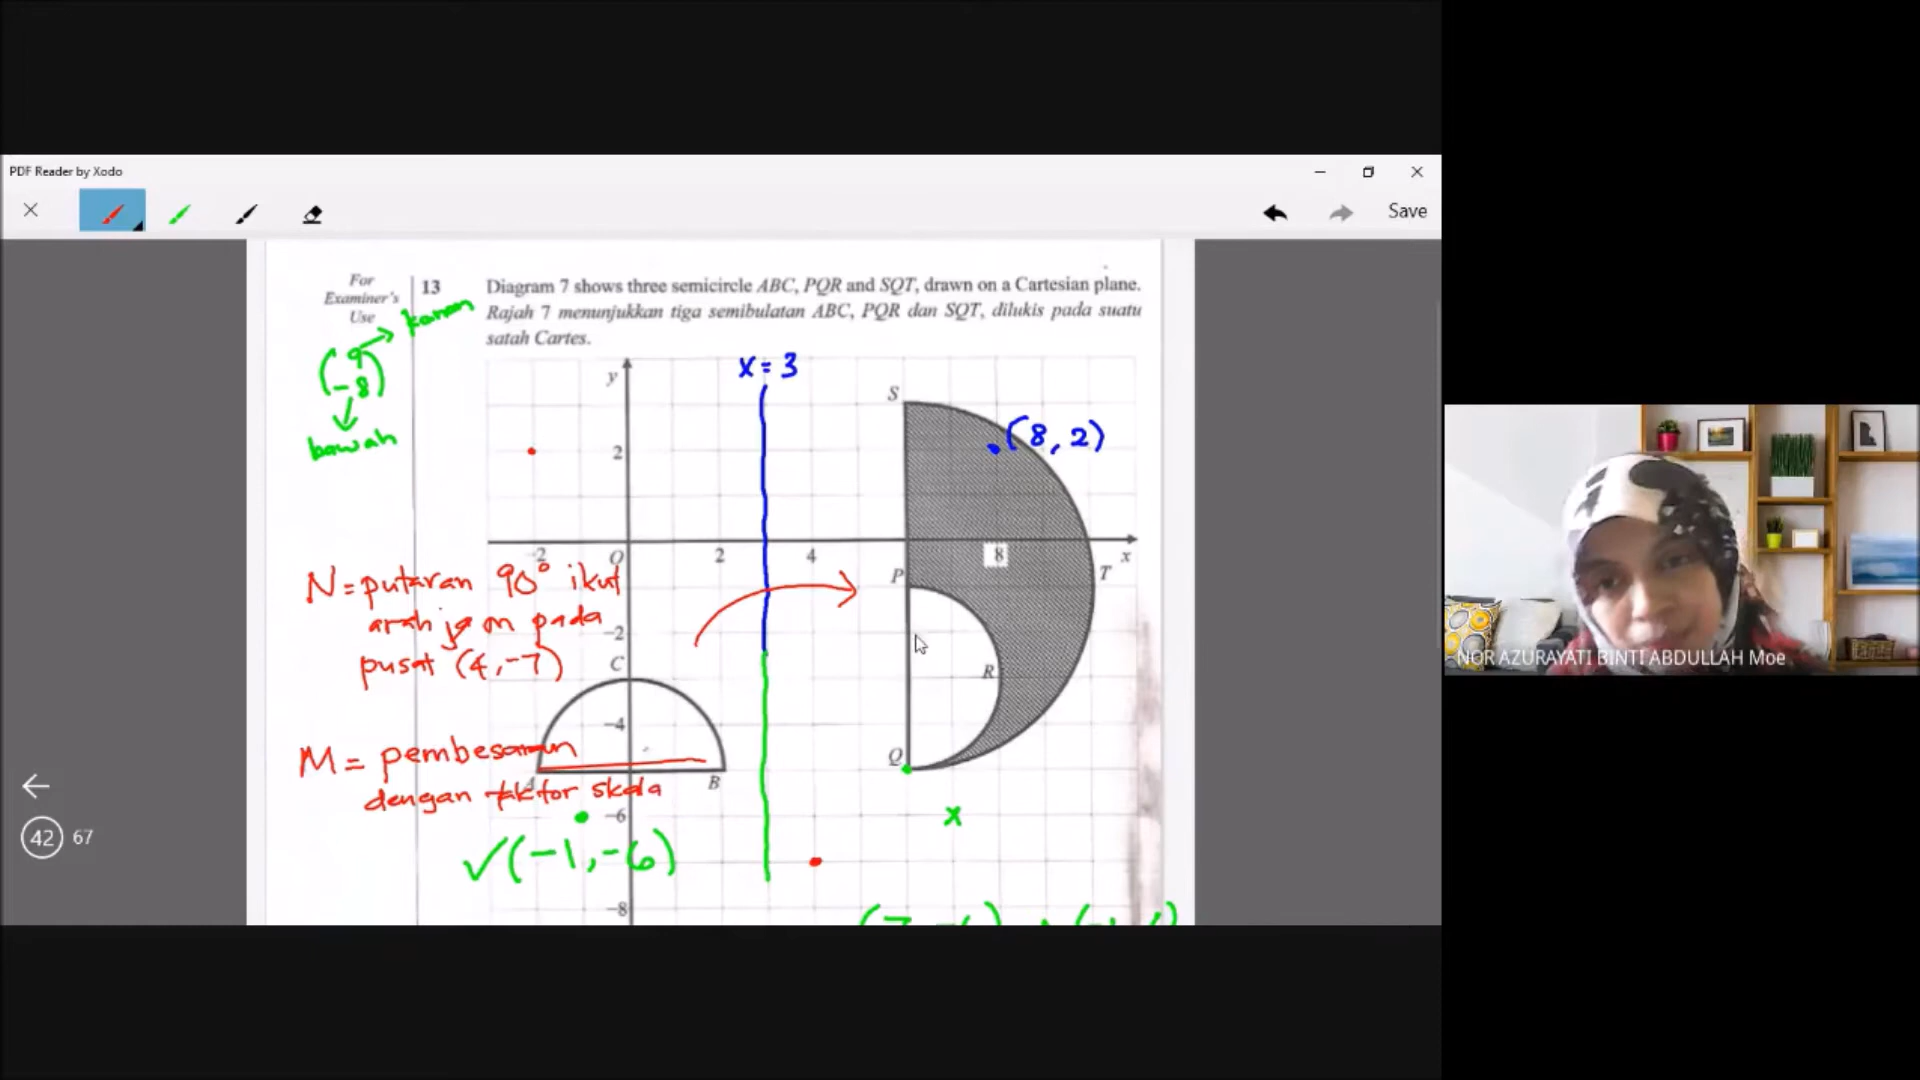 PDF Reader by Xodo
Save
For
Examiner's
Use
13
Diagram 7 shows three semicircle ABC, PQR and SQT, drawn on a Cartesian plane.
Rajah 7 menunjukkan tiga semibulatan ABC, PQR dan SQT, dilukis pada suatu
satah Cartes.
kanan
(9
-8)
bawah
x = 3
y
S
(8, 2)
2
-2
O
2
4
8
x
P
T
N = putaran 90° ikut
arah jam pada
pusat (4, -7)
-2
C
R
-4
M = pembesaran
dengan faktor skala
A
B
Q
-6
x
✓(-1, -6)
-8
42
67
NOR AZURAYATI BINTI ABDULLAH Moe